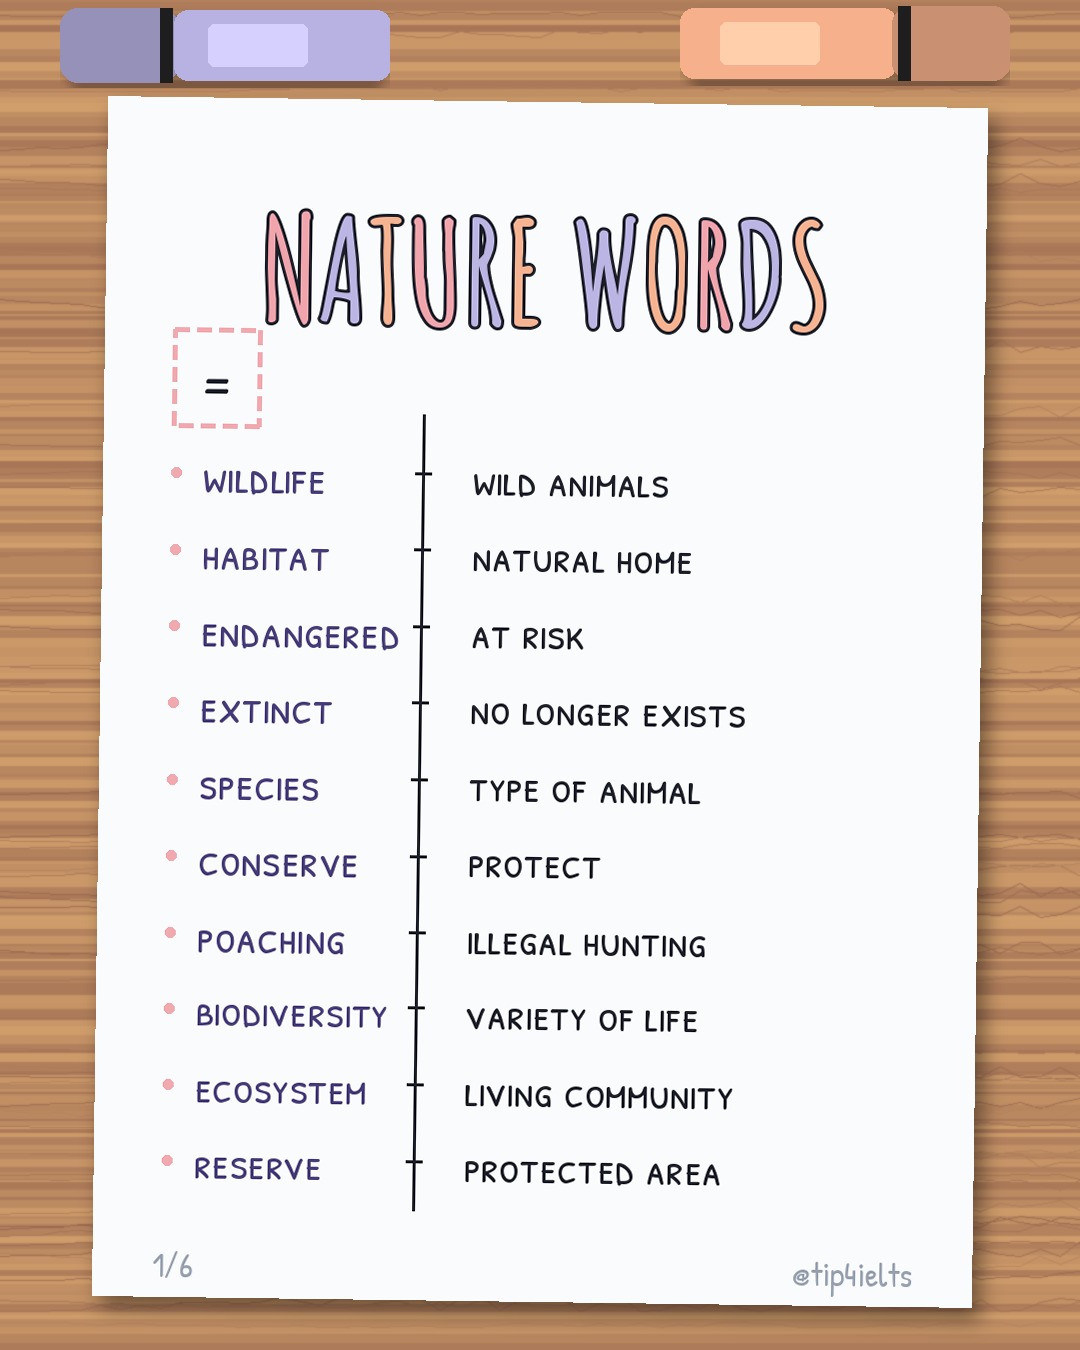 NATURE WORDS
=
WILDLIFE WILD ANIMALS
HABITAT NATURAL HOME
ENDANGERED AT RISK
EXTINCT NO LONGER EXISTS
SPECIES TYPE OF ANIMAL
CONSERVE PROTECT
POACHING ILLEGAL HUNTING
BIODIVERSITY VARIETY OF LIFE
ECOSYSTEM LIVING COMMUNITY
RESERVE PROTECTED AREA
1/6
@tip4ielts